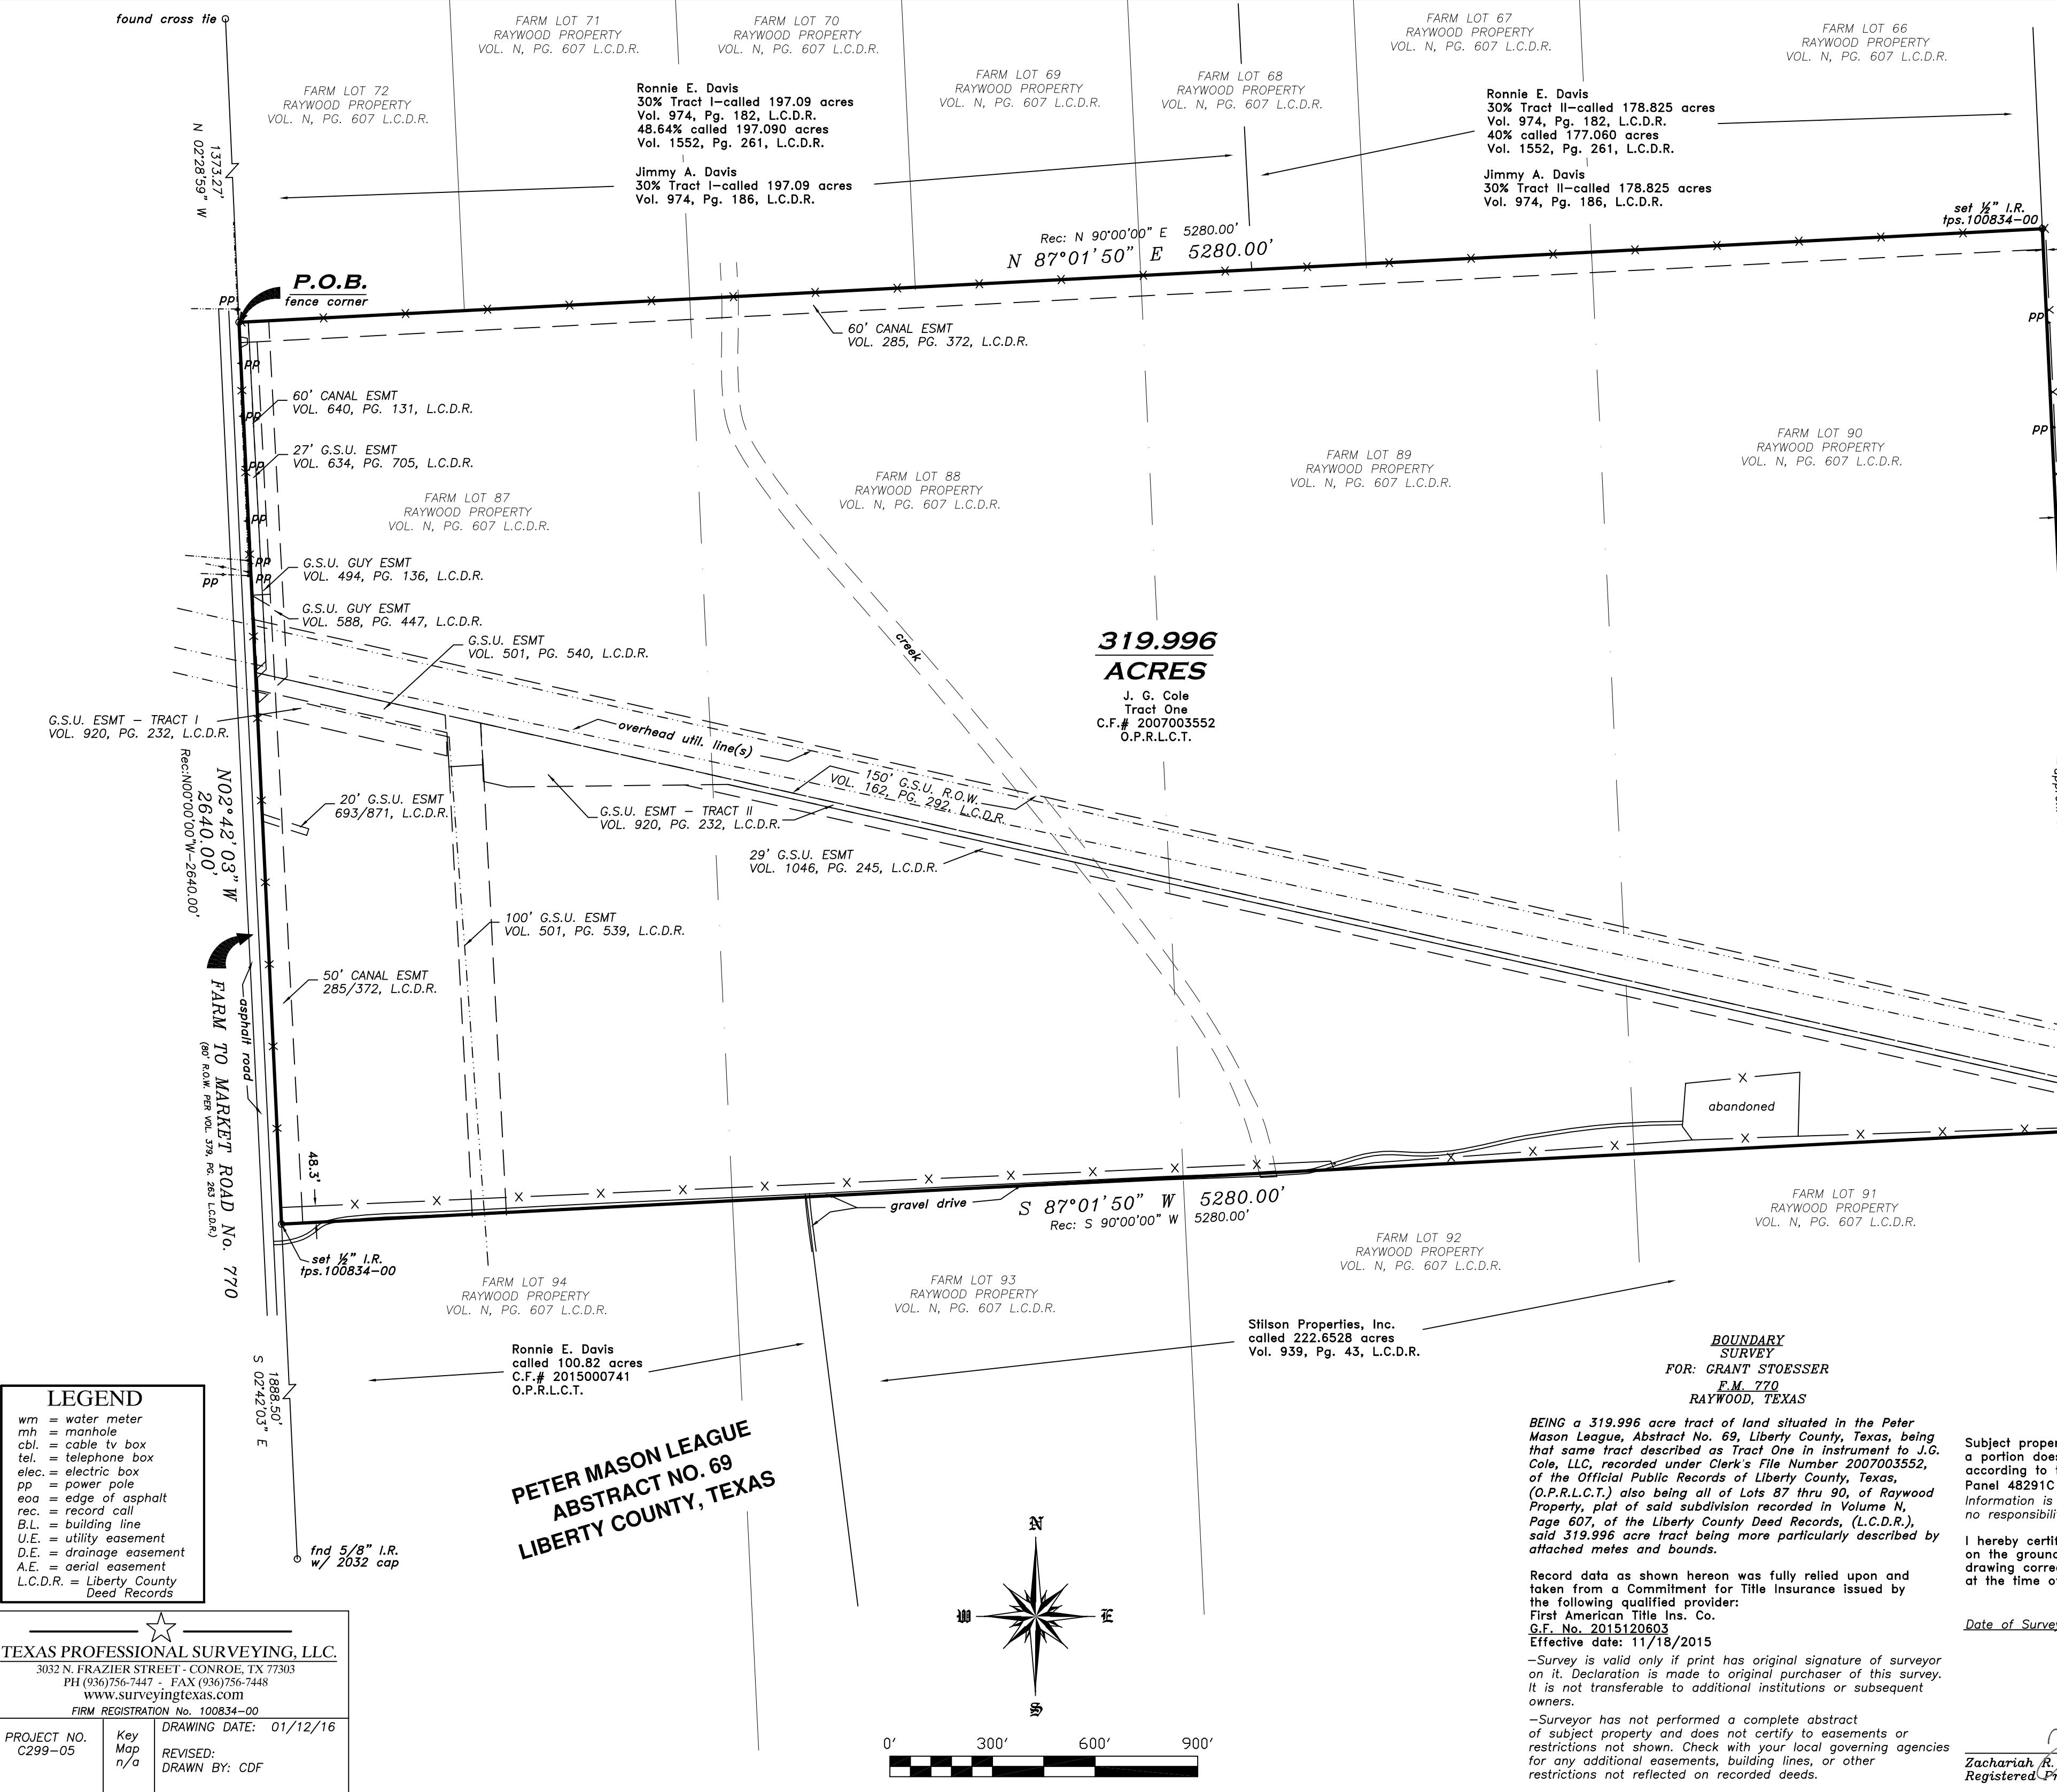 found cross tie
N 02°28'59" W
1373.27'
FARM LOT 72
RAYWOOD PROPERTY
VOL. N, PG. 607 L.C.D.R.
FARM LOT 71
RAYWOOD PROPERTY
VOL. N, PG. 607 L.C.D.R.
FARM LOT 70
RAYWOOD PROPERTY
VOL. N, PG. 607 L.C.D.R.
FARM LOT 69
RAYWOOD PROPERTY
VOL. N, PG. 607 L.C.D.R.
FARM LOT 68
RAYWOOD PROPERTY
VOL. N, PG. 607 L.C.D.R.
FARM LOT 67
RAYWOOD PROPERTY
VOL. N, PG. 607 L.C.D.R.
FARM LOT 66
RAYWOOD PROPERTY
VOL. N, PG. 607 L.C.D.R.
Ronnie E. Davis
30% Tract I-called 197.09 acres
Vol. 974, Pg. 182, L.C.D.R.
48.64% called 197.090 acres
Vol. 1552, Pg. 261, L.C.D.R.
Jimmy A. Davis
30% Tract I-called 197.09 acres
Vol. 974, Pg. 186, L.C.D.R.
Ronnie E. Davis
30% Tract II-called 178.825 acres
Vol. 974, Pg. 182, L.C.D.R.
40% called 177.060 acres
Vol. 1552, Pg. 261, L.C.D.R.
Jimmy A. Davis
30% Tract II-called 178.825 acres
Vol. 974, Pg. 186, L.C.D.R.
set ½" I.R.
tps.100834-00
Rec: N 90°00'00" E 5280.00'
N 87°01'50" E 5280.00'
P.O.B.
fence corner
pp
pp
pp
pp
pp
pp
pp
pp
pp
pp
60' CANAL ESMT
VOL. 285, PG. 372, L.C.D.R.
60' CANAL ESMT
VOL. 640, PG. 131, L.C.D.R.
27' G.S.U. ESMT
VOL. 634, PG. 705, L.C.D.R.
FARM LOT 87
RAYWOOD PROPERTY
VOL. N, PG. 607 L.C.D.R.
FARM LOT 88
RAYWOOD PROPERTY
VOL. N, PG. 607 L.C.D.R.
FARM LOT 89
RAYWOOD PROPERTY
VOL. N, PG. 607 L.C.D.R.
FARM LOT 90
RAYWOOD PROPERTY
VOL. N, PG. 607 L.C.D.R.
G.S.U. GUY ESMT
VOL. 494, PG. 136, L.C.D.R.
G.S.U. GUY ESMT
VOL. 588, PG. 447, L.C.D.R.
G.S.U. ESMT
VOL. 501, PG. 540, L.C.D.R.
creek
319.996
ACRES
J. G. Cole
Tract One
C.F.# 2007003552
O.P.R.L.C.T.
G.S.U. ESMT - TRACT I
VOL. 920, PG. 232, L.C.D.R.
overhead util. line(s)
150' G.S.U. R.O.W.
VOL. 162, PG. 292, L.C.D.R.
20' G.S.U. ESMT
693/871, L.C.D.R.
G.S.U. ESMT - TRACT II
VOL. 920, PG. 232, L.C.D.R.
29' G.S.U. ESMT
VOL. 1046, PG. 245, L.C.D.R.
N02°42'03" W
2640.00'
Rec:N00°00'00"W-2640.00'
100' G.S.U. ESMT
VOL. 501, PG. 539, L.C.D.R.
50' CANAL ESMT
285/372, L.C.D.R.
asphalt road
FARM TO MARKET ROAD No. 770
(80' R.O.W. PER VOL. 379, PG. 263 L.C.D.R.)
48.3'
abandoned
gravel drive
S 87°01'50" W 5280.00'
Rec: S 90°00'00" W 5280.00'
set ½" I.R.
tps.100834-00
FARM LOT 94
RAYWOOD PROPERTY
VOL. N, PG. 607 L.C.D.R.
FARM LOT 93
RAYWOOD PROPERTY
VOL. N, PG. 607 L.C.D.R.
FARM LOT 92
RAYWOOD PROPERTY
VOL. N, PG. 607 L.C.D.R.
FARM LOT 91
RAYWOOD PROPERTY
VOL. N, PG. 607 L.C.D.R.
Ronnie E. Davis
called 100.82 acres
C.F.# 2015000741
O.P.R.L.C.T.
Stilson Properties, Inc.
called 222.6528 acres
Vol. 939, Pg. 43, L.C.D.R.
1888.50'
S 02°42'03" E
fnd 5/8" I.R.
w/ 2032 cap
PETER MASON LEAGUE
ABSTRACT NO. 69
LIBERTY COUNTY, TEXAS
LEGEND
wm = water meter
mh = manhole
cbl. = cable tv box
tel. = telephone box
elec. = electric box
pp = power pole
eoa = edge of asphalt
rec. = record call
B.L. = building line
U.E. = utility easement
D.E. = drainage easement
A.E. = aerial easement
L.C.D.R. = Liberty County
Deed Records
TEXAS PROFESSIONAL SURVEYING, LLC.
3032 N. FRAZIER STREET - CONROE, TX 77303
PH (936)756-7447 - FAX (936)756-7448
www.surveyingtexas.com
FIRM REGISTRATION No. 100834-00
PROJECT NO.
C299-05
Key
Map
n/a
DRAWING DATE: 01/12/16
REVISED:
DRAWN BY: CDF
N
W
E
S
0' 300' 600' 900'
BOUNDARY
SURVEY
FOR: GRANT STOESSER
F.M. 770
RAYWOOD, TEXAS
BEING a 319.996 acre tract of land situated in the Peter
Mason League, Abstract No. 69, Liberty County, Texas, being
that same tract described as Tract One in instrument to J.G.
Cole, LLC, recorded under Clerk's File Number 2007003552,
of the Official Public Records of Liberty County, Texas,
(O.P.R.L.C.T.) also being all of Lots 87 thru 90, of Raywood
Property, plat of said subdivision recorded in Volume N,
Page 607, of the Liberty County Deed Records, (L.C.D.R.),
said 319.996 acre tract being more particularly described by
attached metes and bounds.
Record data as shown hereon was fully relied upon and
taken from a Commitment for Title Insurance issued by
the following qualified provider:
First American Title Ins. Co.
G.F. No. 2015120603
Effective date: 11/18/2015
-Survey is valid only if print has original signature of surveyor
on it. Declaration is made to original purchaser of this survey.
It is not transferable to additional institutions or subsequent
owners.
-Surveyor has not performed a complete abstract
of subject property and does not certify to easements or
restrictions not shown. Check with your local governing agencies
for any additional easements, building lines, or other
restrictions not reflected on recorded deeds.
Subject
a portion does
according to
Panel 48291C
Information is
no
I hereby
on the
drawing
at the time
Date of
Zachariah R.
Registered